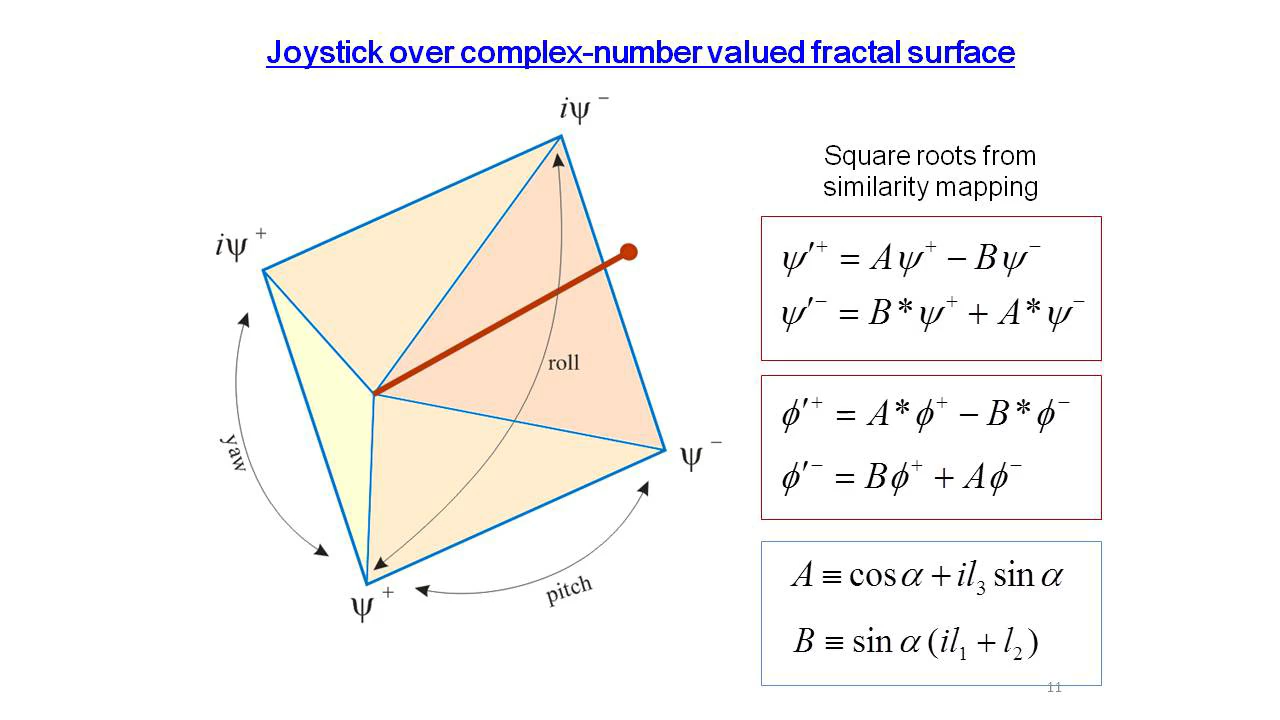 Joystick over complex-number valued fractal surface
iψ⁻
iψ⁺
roll
yaw
ψ⁻
pitch
ψ⁺
Square roots from
similarity mapping
ψ′⁺ = Aψ⁺ − Bψ⁻
ψ′⁻ = B*ψ⁺ + A*ψ⁻
ϕ′⁺ = A*ϕ⁺ − B*ϕ⁻
ϕ′⁻ = Bϕ⁺ + Aϕ⁻
A ≡ cos α + il₃ sin α
B ≡ sin α (il₁ + l₂)
11